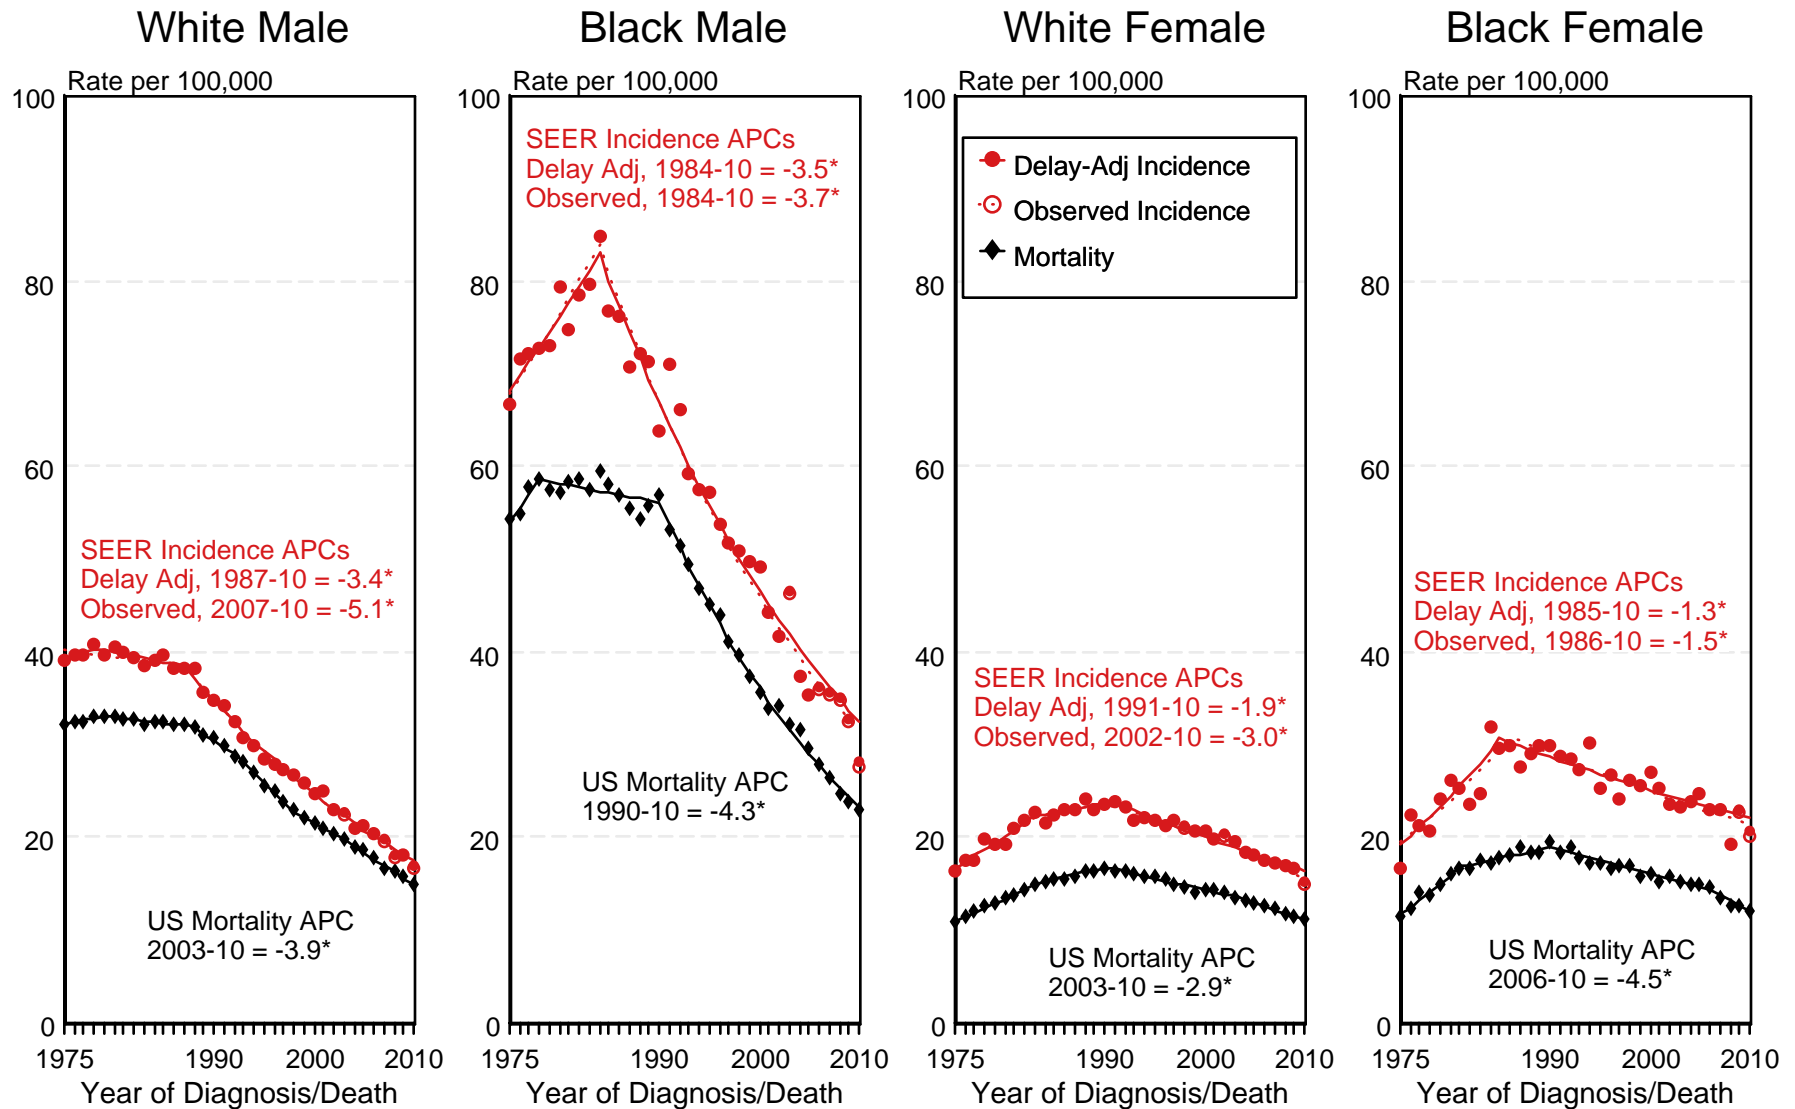 White Male
Rate per 100,000
100
80
60
40
20
0
SEER Incidence APCs
Delay Adj, 1987-10 = -3.4*
Observed, 2007-10 = -5.1*
US Mortality APC
2003-10 = -3.9*
1975 1990 2000 2010
Year of Diagnosis/Death
Black Male
Rate per 100,000
100
80
60
40
20
0
SEER Incidence APCs
Delay Adj, 1984-10 = -3.5*
Observed, 1984-10 = -3.7*
US Mortality APC
1990-10 = -4.3*
1975 1990 2000 2010
Year of Diagnosis/Death
White Female
Rate per 100,000
100
80
60
40
20
0
Delay-Adj Incidence
Observed Incidence
Mortality
SEER Incidence APCs
Delay Adj, 1991-10 = -1.9*
Observed, 2002-10 = -3.0*
US Mortality APC
2003-10 = -2.9*
1975 1990 2000 2010
Year of Diagnosis/Death
Black Female
Rate per 100,000
100
80
60
40
20
0
SEER Incidence APCs
Delay Adj, 1985-10 = -1.3*
Observed, 1986-10 = -1.5*
US Mortality APC
2006-10 = -4.5*
1975 1990 2000 2010
Year of Diagnosis/Death